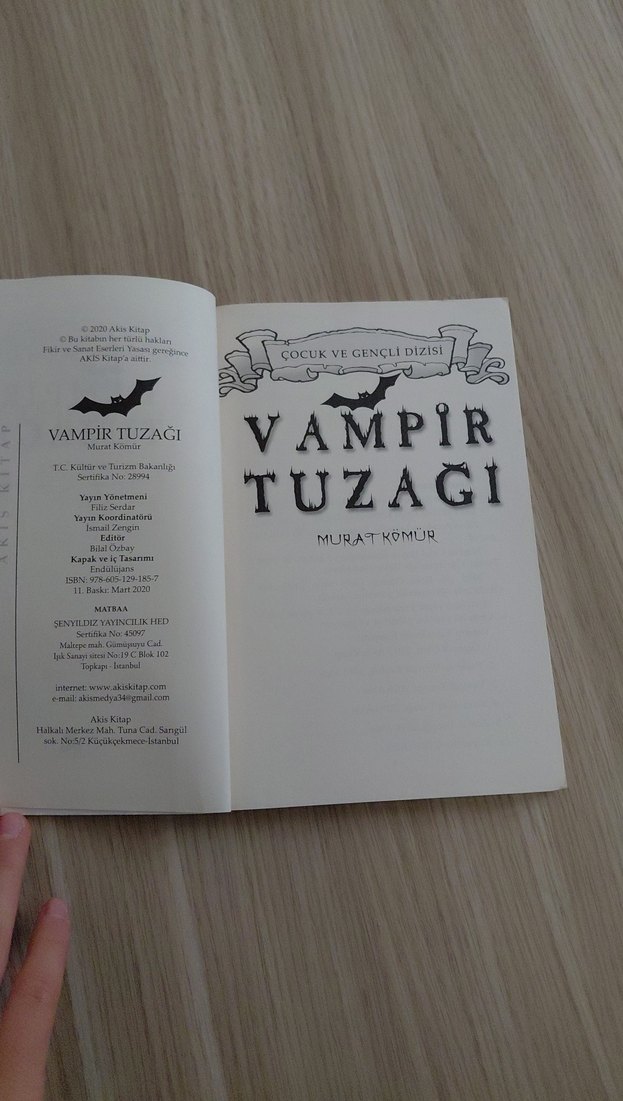 © 2020 Akis Kitap
© Bu kitabın her türlü hakları
Fikir ve Sanat Eserleri Yasası gereğince
AKİS Kitap'a aittir.
VAMPİR TUZAĞI
Murat Kömür
T.C. Kültür ve Turizm Bakanlığı
Sertifika No: 28994
Yayın Yönetmeni
Filiz Serdar
Yayın Koordinatörü
İsmail Zengin
Editör
Bilal Özbay
Kapak ve iç Tasarımı
Endülüjans
ISBN: 978-605-129-185-7
11. Baskı: Mart 2020
MATBAA
ŞENYILDIZ YAYINCILIK HED
Sertifika No: 45097
Maltepe mah. Gümüşsuyu Cad.
Işık Sanayi sitesi No:19 C Blok 102
Topkapı - İstanbul
internet: www.akiskitap.com
e-mail: akismedya34@gmail.com
Akis Kitap
Halkalı Merkez Mah. Tuna Cad. Sarıgül
sok. No:5/2 Küçükçekmece-İstanbul
AKİS KİTAP
ÇOCUK VE GENÇLİ DİZİSİ
VAMPİR
TUZAĞI
MURAT KÖMÜR